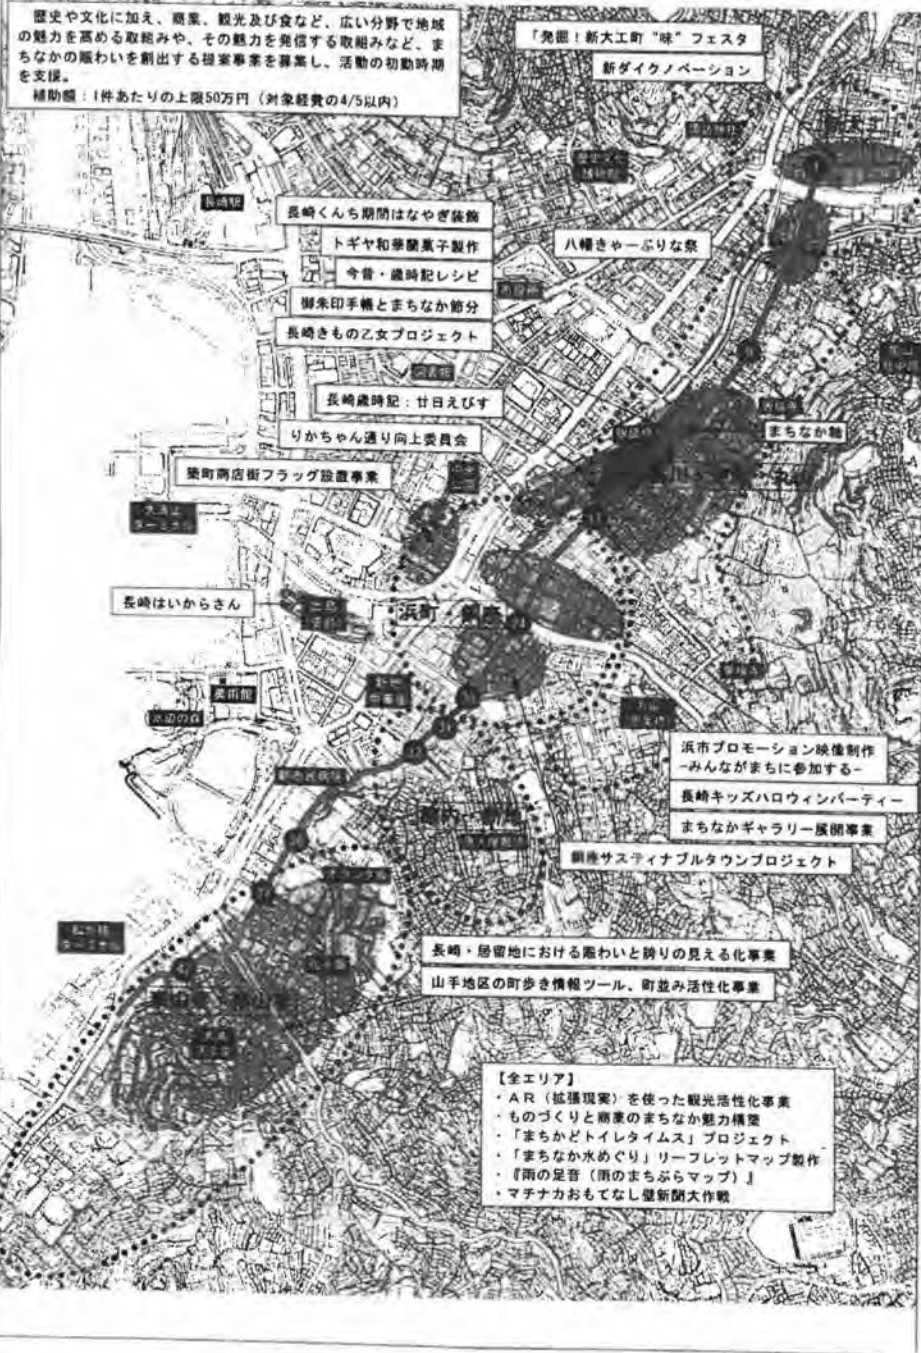 歴史や文化に加え、商業、観光及び食など、広い分野で地域
の魅力を高める取組みや、その魅力を発信する取組みなど、ま
ちなかの賑わいを創出する提案事業を募集し、活動の初動時期
を支援。
補助額:1件あたりの上限50万円(対象経費の4/5以内)
「発掘!新大工町“味”フェスタ
新ダイクノベーション
長崎駅
長崎くんち期間はなやぎ装飾
トギヤ和華蘭菓子製作
八幡きゃーぶりな祭
今昔・歳時記レシピ
御朱印手帳とまちなか節分
長崎きもの乙女プロジェクト
図書館
長崎歳時記:廿日えびす
まちなか軸
りかちゃん通り向上委員会
築町商店街フラッグ設置事業
長崎はいからさん
浜町・銅座
美術館
水辺の森
浜市プロモーション映像制作
-みんながまちに参加する-
長崎キッズハロウィンパーティー
まちなかギャラリー展開事業
銅座サスティナブルタウンプロジェクト
長崎・居留地における賑わいと誇りの見える化事業
山手地区の町歩き情報ツール、町並み活性化事業
【全エリア】
・AR(拡張現実)を使った観光活性化事業
・ものづくりと商業のまちなか魅力構築
・「まちかどトイレタイムス」プロジェクト
・「まちなか水めぐり」リーフレットマップ製作
・『雨の足音(雨のまちぶらマップ)』
・マチナカおもてなし壁新聞大作戦